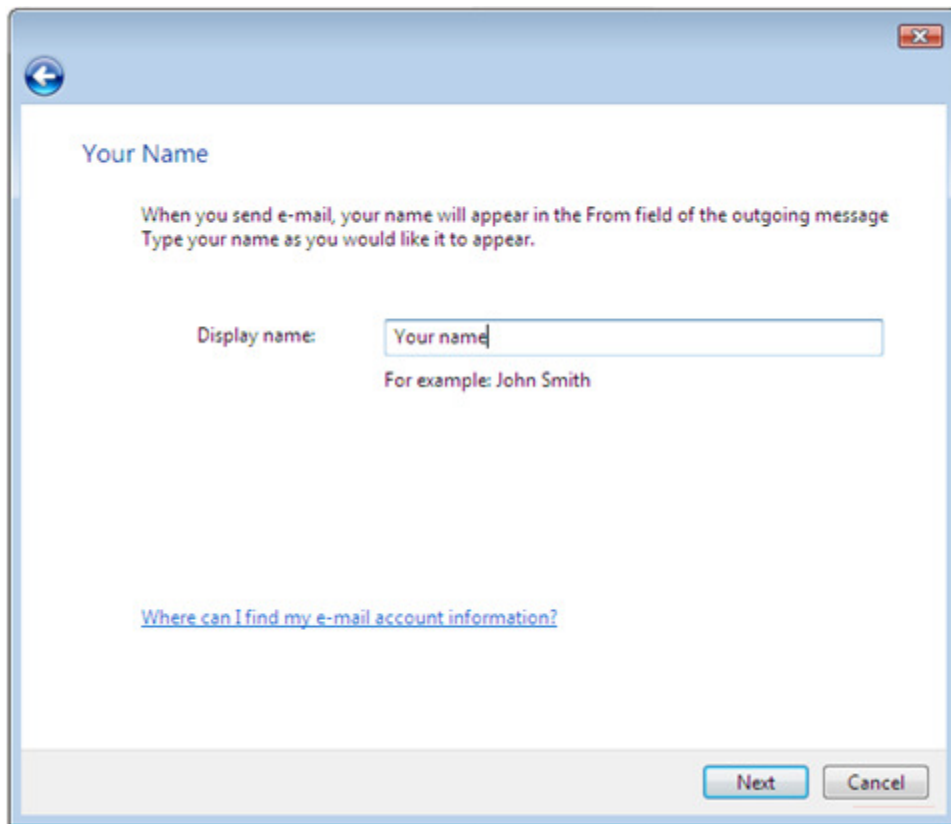 Your Name
When you send e-mail, your name will appear in the From field of the outgoing message
Type your name as you would like it to appear.
Display name: Your name
For example: John Smith
Where can I find my e-mail account information?
Next Cancel